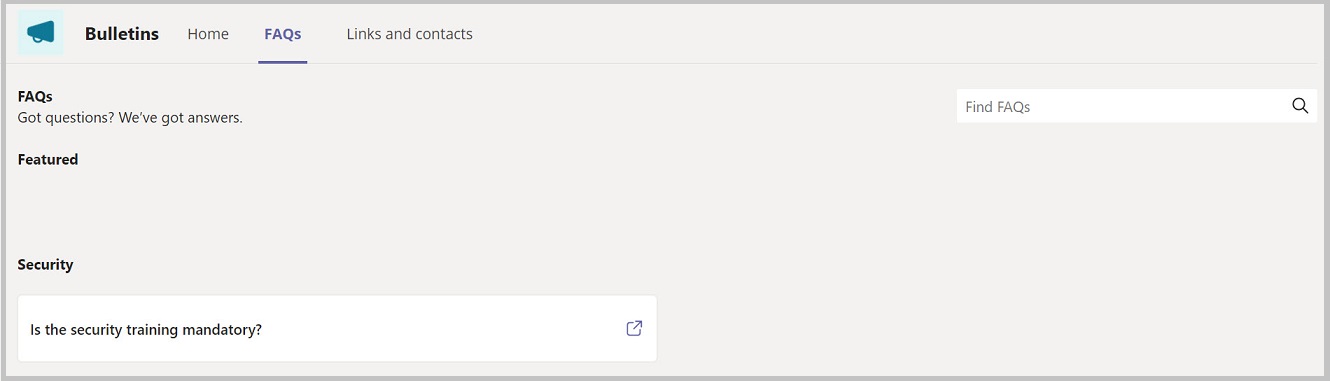 Bulletins Home FAQs Links and contacts
FAQs
Got questions? We've got answers.
Find FAQs
Featured
Security
Is the security training mandatory?